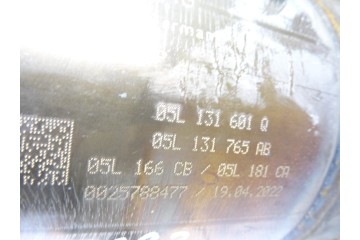 05L 131 601 Q
05L 131 765 AB
05L 166 CB / 05L 181 CA
0025788477 / 19.04.2022